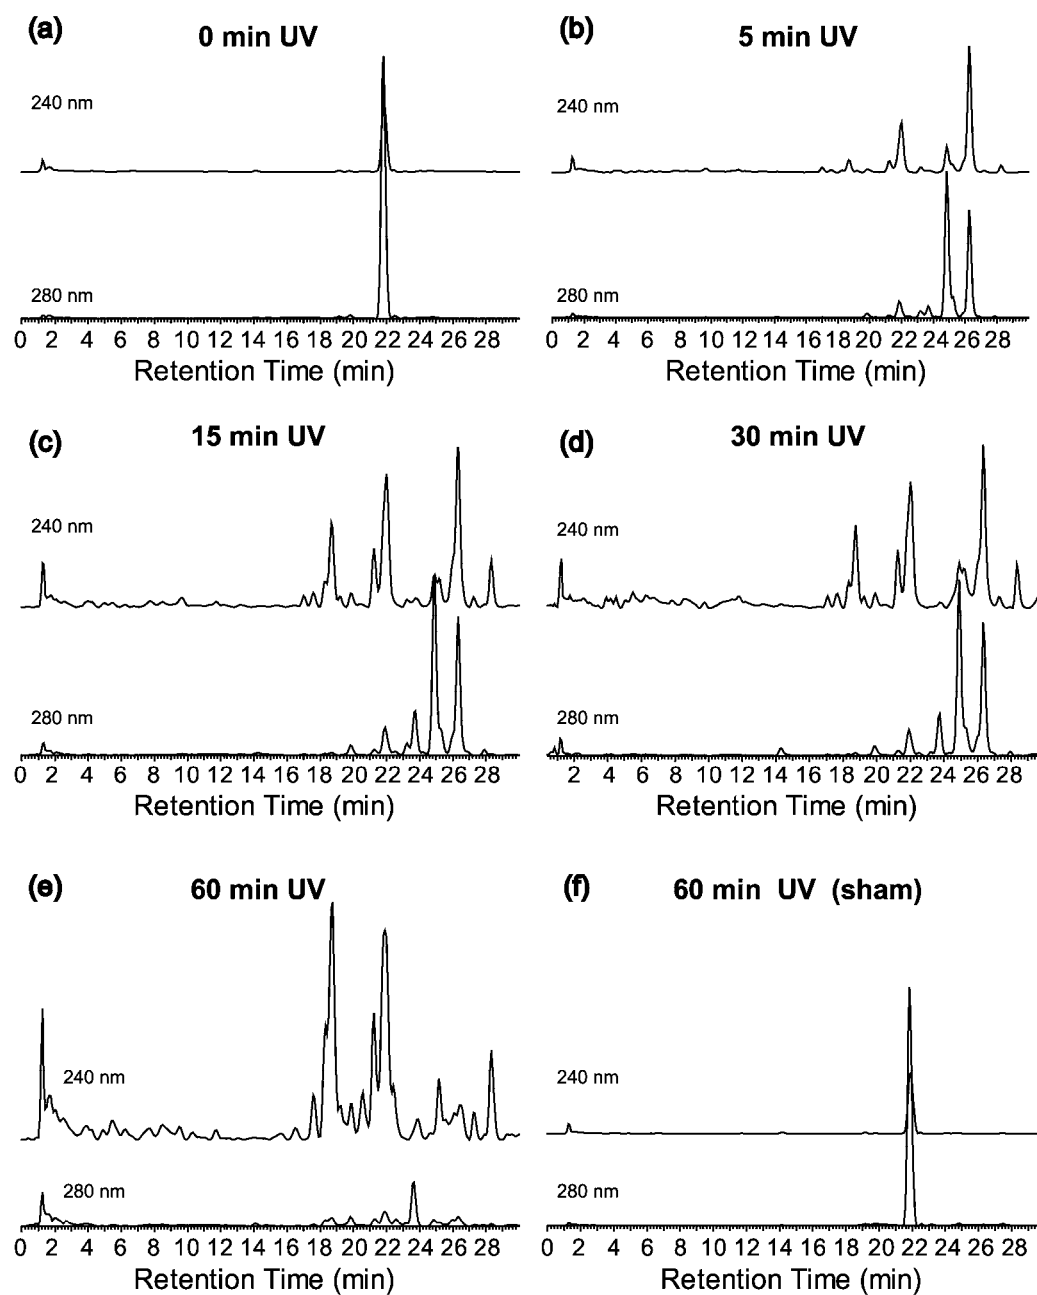 (a) 0 min UV
240 nm
280 nm
0 2 4 6 8 10 12 14 16 18 20 22 24 26 28
Retention Time (min)
(b) 5 min UV
240 nm
280 nm
0 2 4 6 8 10 12 14 16 18 20 22 24 26 28
Retention Time (min)
(c) 15 min UV
240 nm
280 nm
0 2 4 6 8 10 12 14 16 18 20 22 24 26 28
Retention Time (min)
(d) 30 min UV
240 nm
280 nm
2 4 6 8 10 12 14 16 18 20 22 24 26 28
Retention Time (min)
(e) 60 min UV
240 nm
280 nm
0 2 4 6 8 10 12 14 16 18 20 22 24 26 28
Retention Time (min)
(f) 60 min UV (sham)
240 nm
280 nm
0 2 4 6 8 10 12 14 16 18 20 22 24 26 28
Retention Time (min)